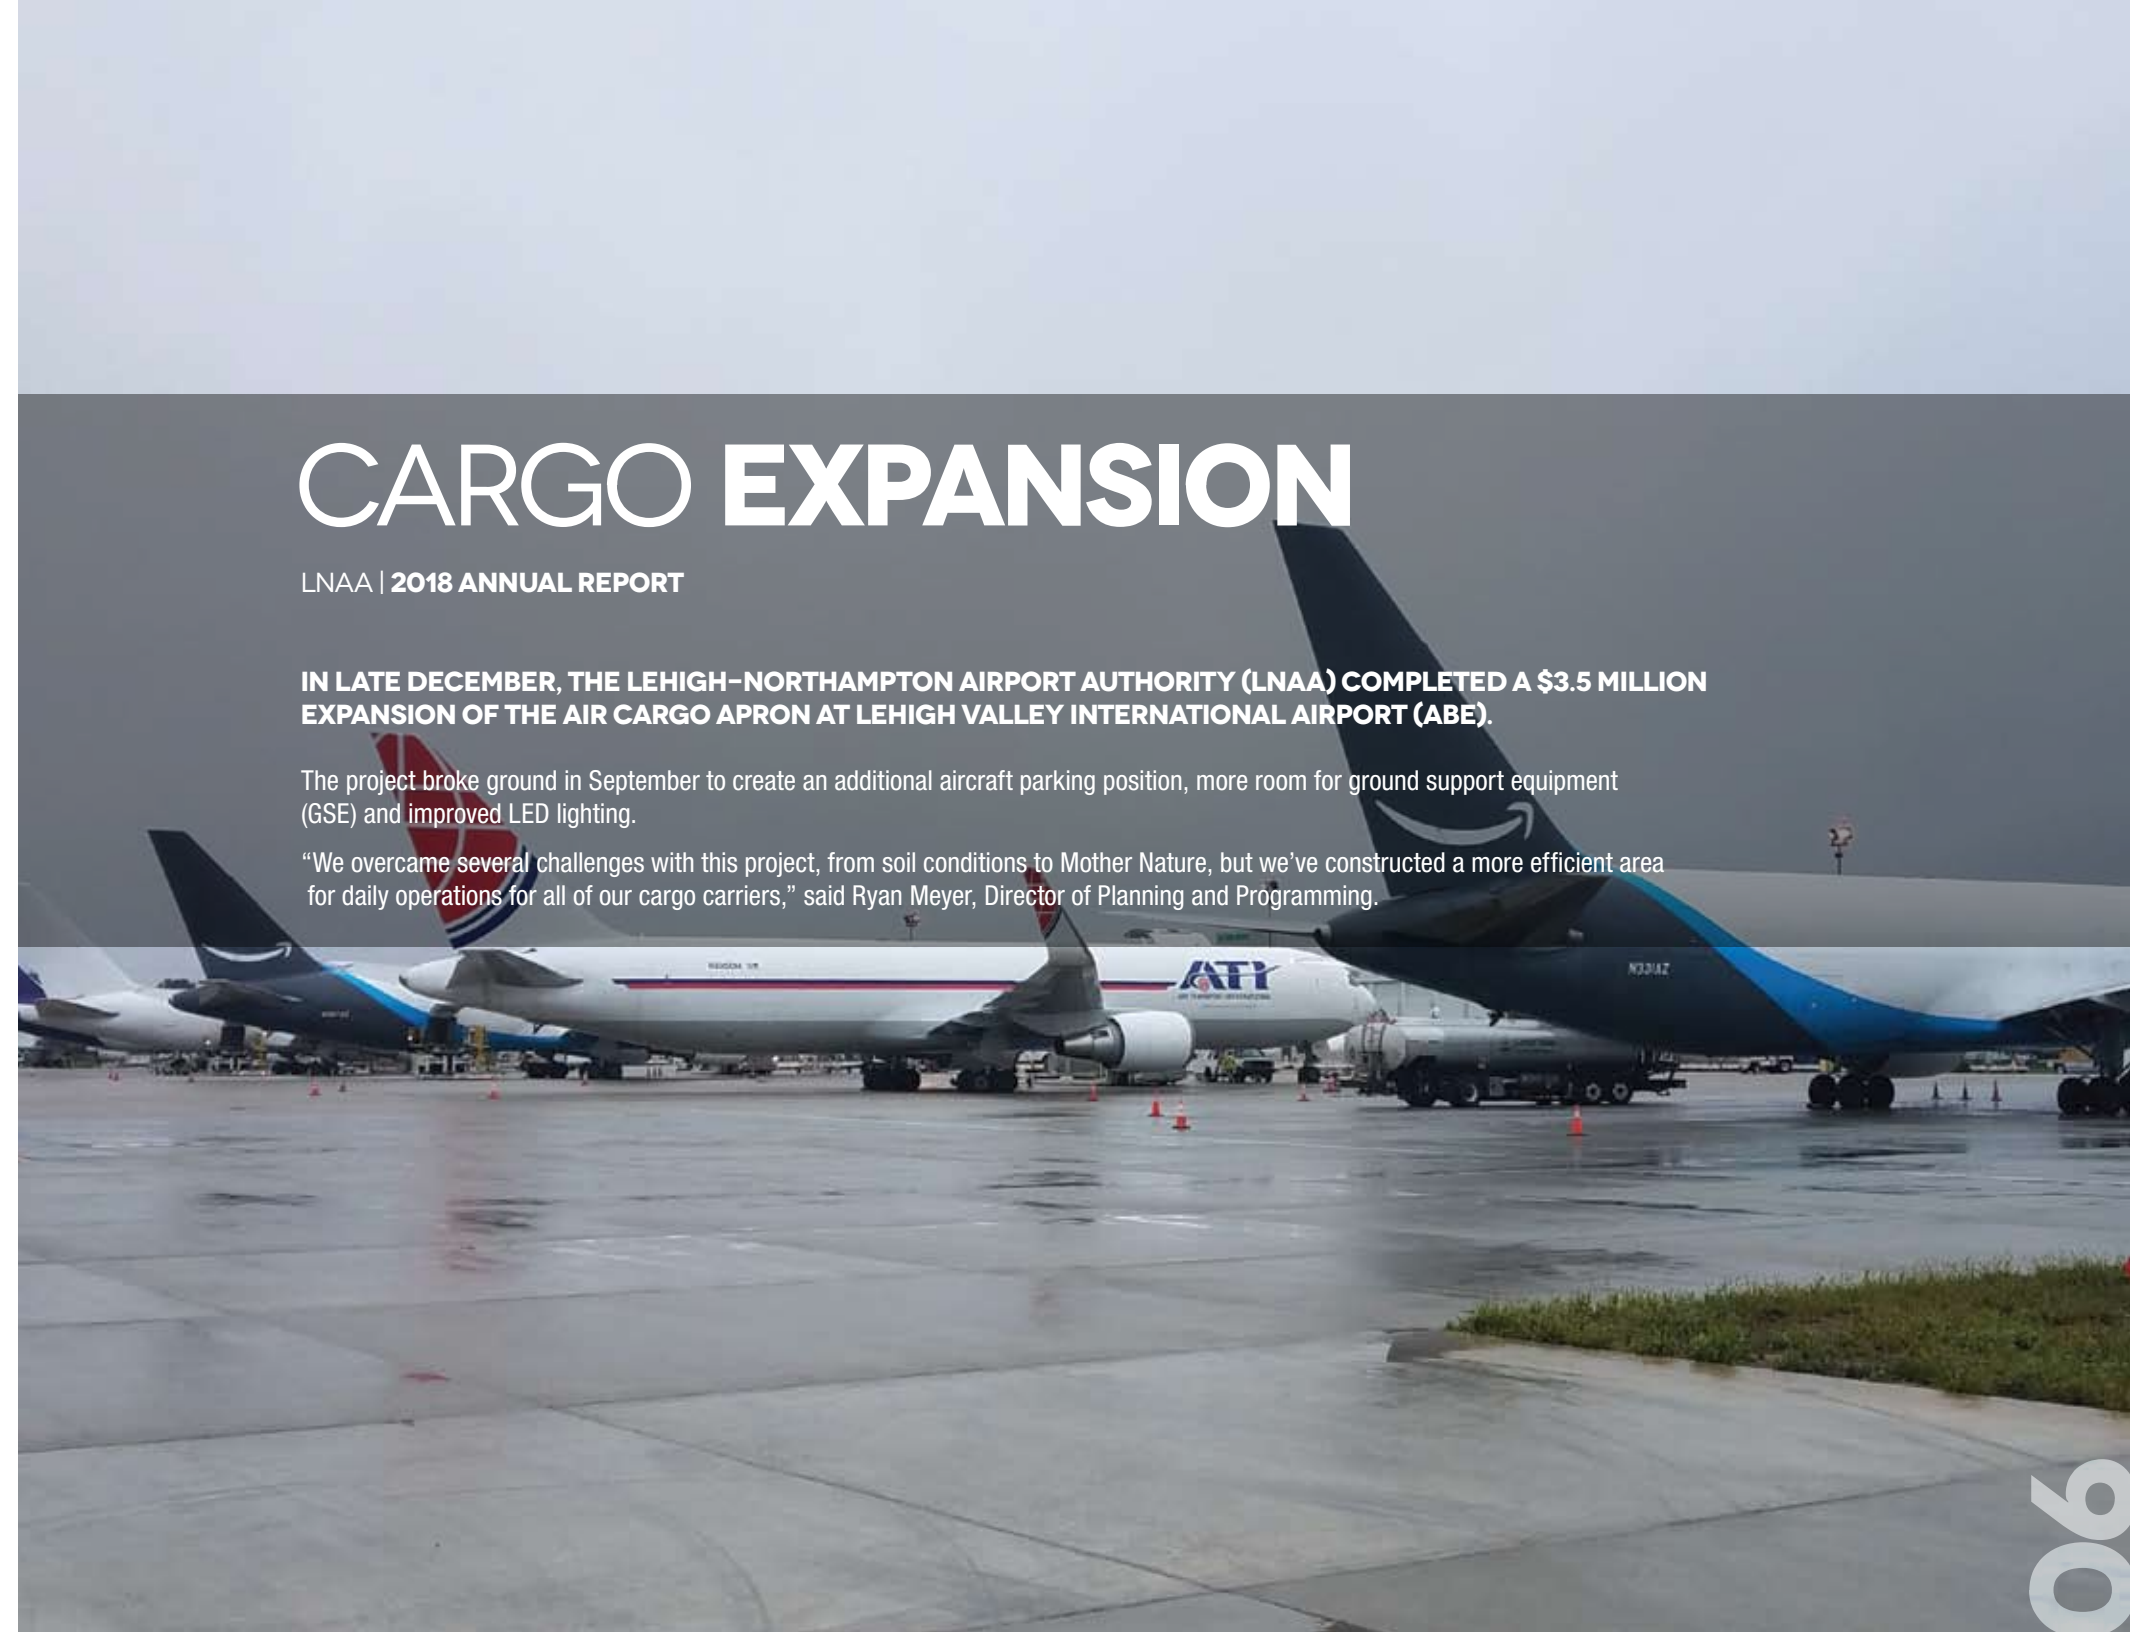 CARGO EXPANSION
LNAA | 2018 ANNUAL REPORT
IN LATE DECEMBER, THE LEHIGH-NORTHAMPTON AIRPORT AUTHORITY (LNAA) COMPLETED A $3.5 MILLION
EXPANSION OF THE AIR CARGO APRON AT LEHIGH VALLEY INTERNATIONAL AIRPORT (ABE).
The project broke ground in September to create an additional aircraft parking position, more room for ground support equipment
(GSE) and improved LED lighting.
“We overcame several challenges with this project, from soil conditions to Mother Nature, but we’ve constructed a more efficient area
for daily operations for all of our cargo carriers,” said Ryan Meyer, Director of Planning and Programming.
ATI
AIR TRANSPORT INTERNATIONAL
N331AZ
06